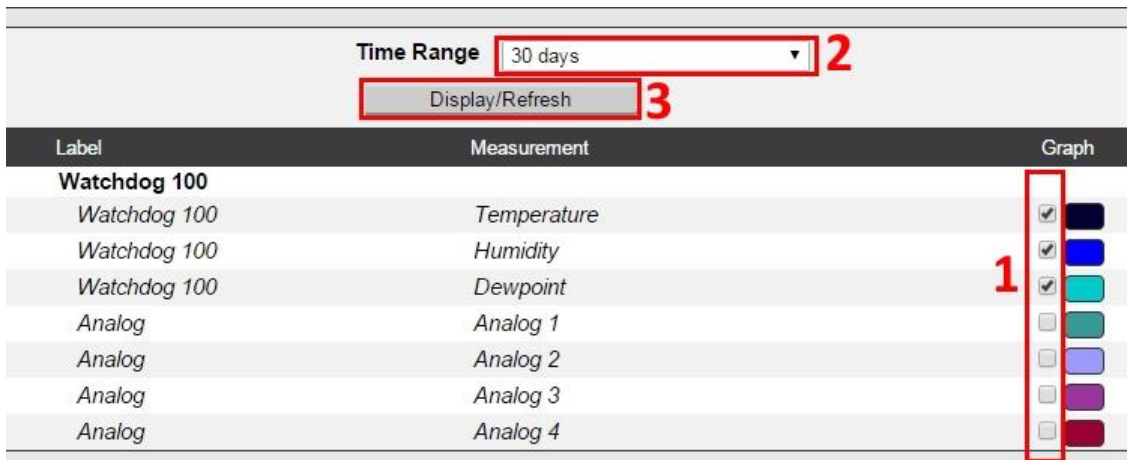 Time Range 30 days 2
Display/Refresh 3
Label Measurement Graph
Watchdog 100
Watchdog 100 Temperature
Watchdog 100 Humidity
Watchdog 100 Dewpoint 1
Analog Analog 1
Analog Analog 2
Analog Analog 3
Analog Analog 4